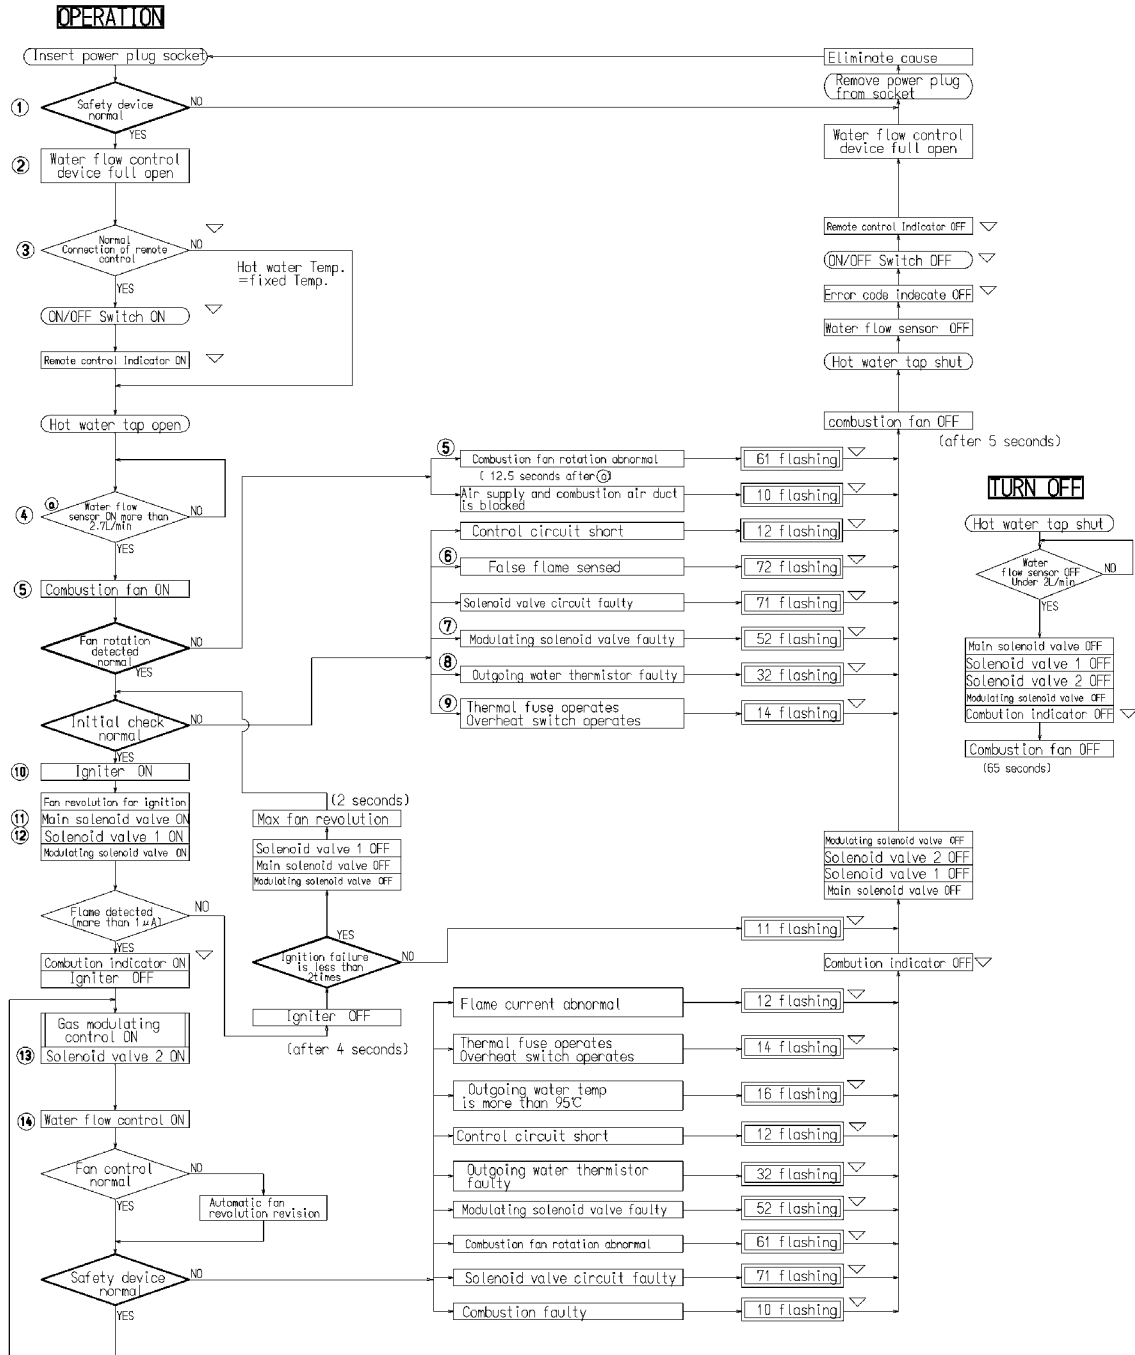 OPERATION
Insert power plug socket
① Safety device
normal
NO
YES
② Water flow control
device full open
③ Normal
Connection of remote
control
NO
YES
Hot water Temp.
=fixed Temp.
ON/OFF Switch ON
Remote control Indicator ON
Hot water tap open
④ ⓐ Water flow
sensor ON more than
2.7L/min
NO
YES
⑤ Combustion fan ON
Fan rotation
detected
normal
NO
YES
Initial check
normal
NO
YES
⑩ Igniter ON
Fan revolution for ignition
⑪ Main solenoid valve ON
⑫ Solenoid valve 1 ON
Modulating solenoid valve ON
Flame detected
(more than 1μA)
NO
YES
Combution indicator ON
Igniter OFF
Gas modulating
control ON
⑬ Solenoid valve 2 ON
⑭ Water flow control ON
Fan control
normal
NO
YES
Automatic fan
revolution revision
Safety device
normal
NO
YES
(2 seconds)
Max fan revolution
Solenoid valve 1 OFF
Main solenoid valve OFF
Modulating solenoid valve OFF
YES
Ignition failure
is less than
2times
NO
Igniter OFF
(after 4 seconds)
⑤ Combustion fan rotation abnormal
61 flashing
( 12.5 seconds after ⓐ)
Air supply and combustion air duct
is blocked
10 flashing
Control circuit short
12 flashing
⑥ False flame sensed
72 flashing
Solenoid valve circuit faulty
71 flashing
⑦ Modulating solenoid valve faulty
52 flashing
⑧ Outgoing water thermistor faulty
32 flashing
⑨ Thermal fuse operates
Overheat switch operates
14 flashing
11 flashing
Flame current abnormal
12 flashing
Thermal fuse operates
Overheat switch operates
14 flashing
Outgoing water temp
is more than 95℃
16 flashing
Control circuit short
12 flashing
Outgoing water thermistor
faulty
32 flashing
Modulating solenoid valve faulty
52 flashing
Combustion fan rotation abnormal
61 flashing
Solenoid valve circuit faulty
71 flashing
Combustion faulty
10 flashing
Eliminate cause
Remove power plug
from socket
Water flow control
device full open
Remote control Indicator OFF
ON/OFF Switch OFF
Error code indecate OFF
Water flow sensor OFF
Hot water tap shut
combustion fan OFF
(after 5 seconds)
Modulating solenoid valve OFF
Solenoid valve 2 OFF
Solenoid valve 1 OFF
Main solenoid valve OFF
Combution indicator OFF
TURN OFF
Hot water tap shut
Water
flow sensor OFF
Under 2L/min
NO
YES
Main solenoid valve OFF
Solenoid valve 1 OFF
Solenoid valve 2 OFF
Modulating solenoid valve OFF
Combution indicator OFF
Combustion fan OFF
(65 seconds)